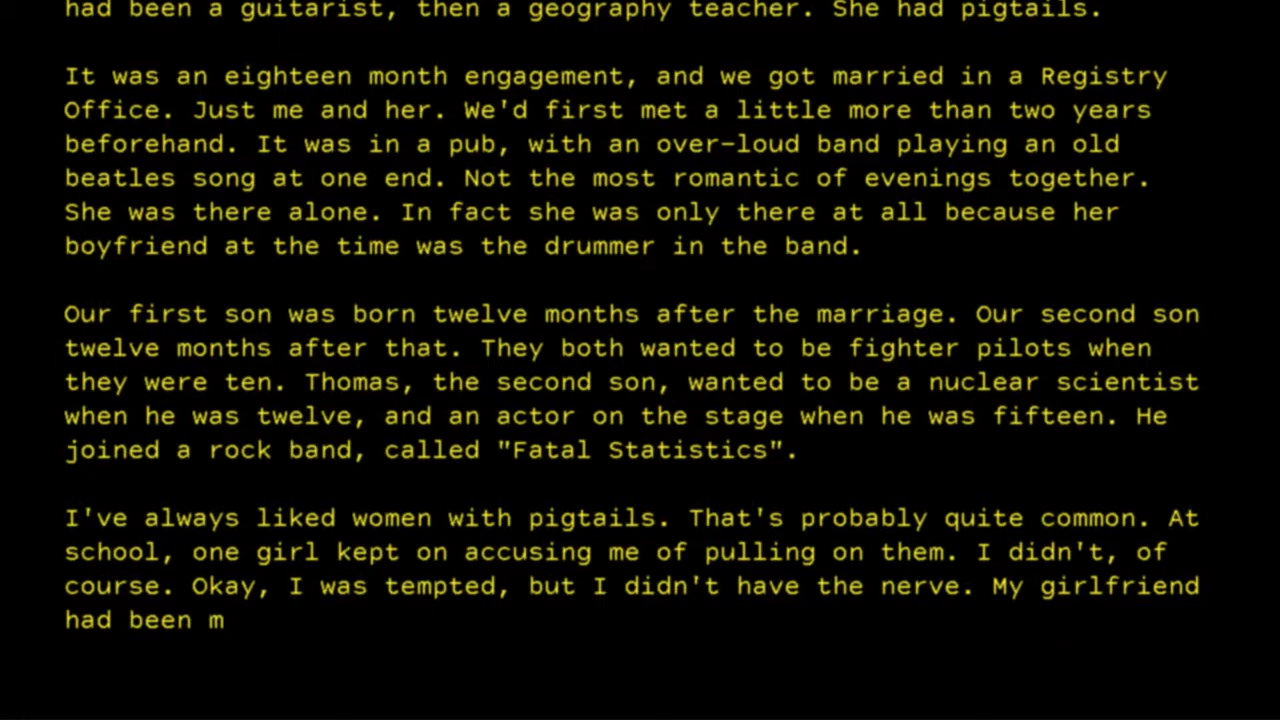 had been a guitarist, then a geography teacher. She had pigtails.
It was an eighteen month engagement, and we got married in a Registry
Office. Just me and her. We'd first met a little more than two years
beforehand. It was in a pub, with an over-loud band playing an old
beatles song at one end. Not the most romantic of evenings together.
She was there alone. In fact she was only there at all because her
boyfriend at the time was the drummer in the band.
Our first son was born twelve months after the marriage. Our second son
twelve months after that. They both wanted to be fighter pilots when
they were ten. Thomas, the second son, wanted to be a nuclear scientist
when he was twelve, and an actor on the stage when he was fifteen. He
joined a rock band, called "Fatal Statistics".
I've always liked women with pigtails. That's probably quite common. At
school, one girl kept on accusing me of pulling on them. I didn't, of
course. Okay, I was tempted, but I didn't have the nerve. My girlfriend
had been m